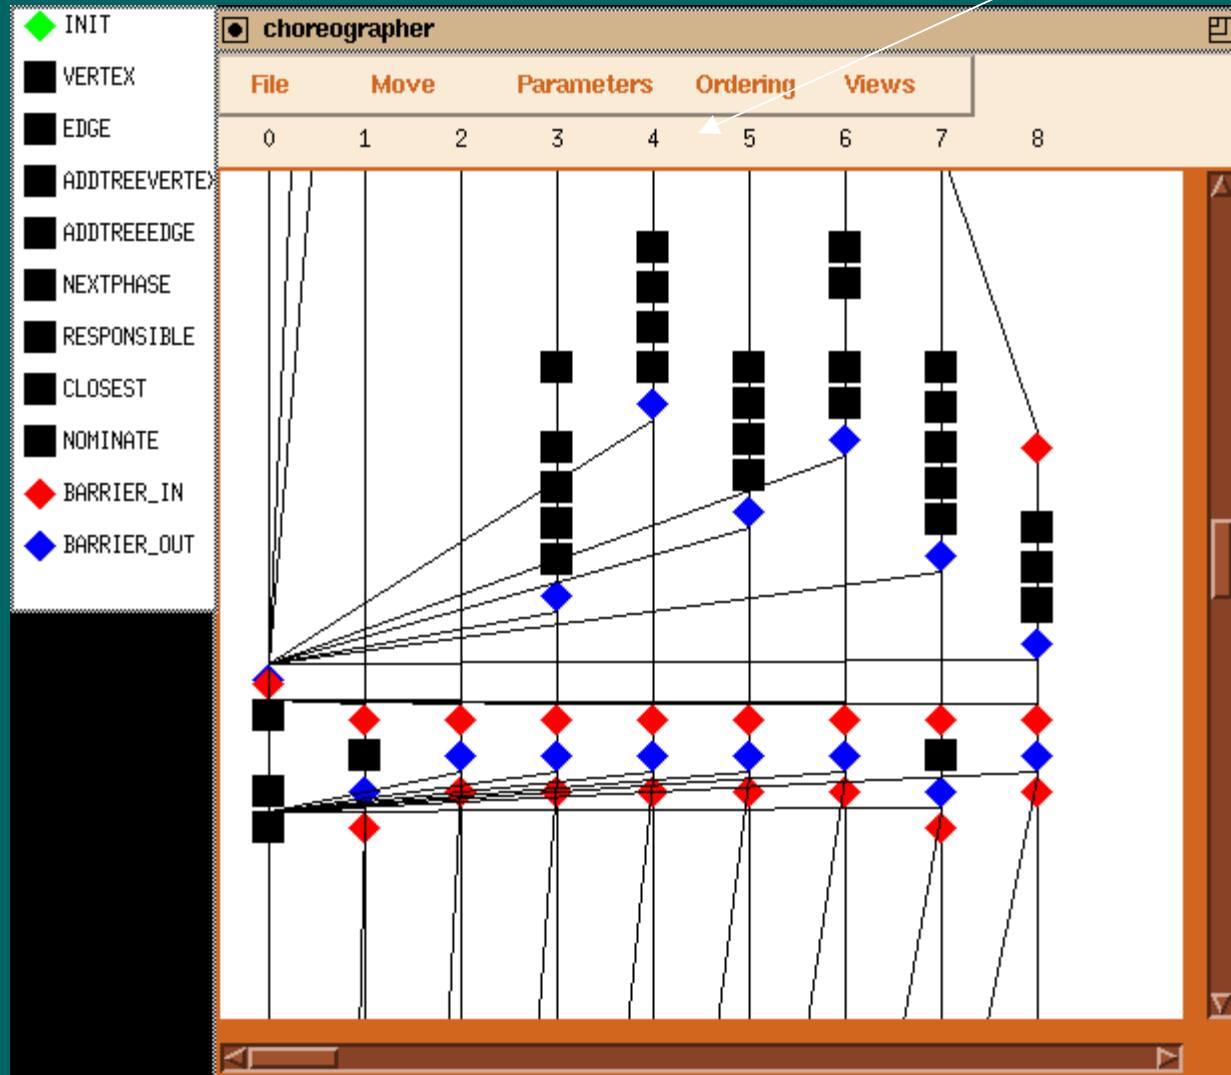 INIT
VERTEX
EDGE
ADDTREEVERTEX
ADDTREEEDGE
NEXTPHASE
RESPONSIBLE
CLOSEST
NOMINATE
BARRIER_IN
BARRIER_OUT
choreographer
File Move Parameters Ordering Views
0 1 2 3 4 5 6 7 8